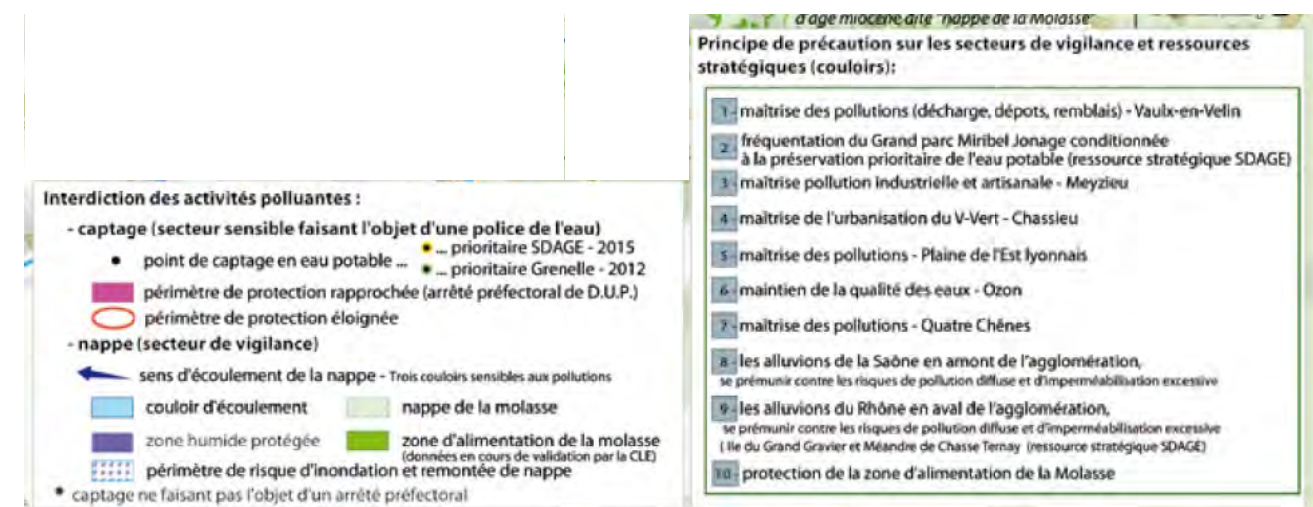 Interdiction des activités polluantes :
- captage (secteur sensible faisant l'objet d'une police de l'eau)
point de captage en eau potable ...
... prioritaire SDAGE - 2015
... prioritaire Grenelle - 2012
périmètre de protection rapprochée (arrêté préfectoral de D.U.P.)
périmètre de protection éloignée
- nappe (secteur de vigilance)
sens d'écoulement de la nappe - Trois couloirs sensibles aux pollutions
couloir d'écoulement
nappe de la molasse
zone humide protégée
zone d'alimentation de la molasse
(données en cours de validation par la CLE)
périmètre de risque d'inondation et remontée de nappe
* captage ne faisant pas l'objet d'un arrêté préfectoral
d'âge miocène dite "nappe de la Molasse"
Principe de précaution sur les secteurs de vigilance et ressources
stratégiques (couloirs):
1 - maîtrise des pollutions (décharge, dépots, remblais) - Vaulx-en-Velin
2 - fréquentation du Grand parc Miribel Jonage conditionnée
à la préservation prioritaire de l'eau potable (ressource stratégique SDAGE)
3 - maîtrise pollution industrielle et artisanale - Meyzieu
4 - maîtrise de l'urbanisation du V-Vert - Chassieu
5 - maîtrise des pollutions - Plaine de l'Est lyonnais
6 - maintien de la qualité des eaux - Ozon
7 - maîtrise des pollutions - Quatre Chênes
8 - les alluvions de la Saône en amont de l'agglomération,
se prémunir contre les risques de pollution diffuse et d'imperméabilisation excessive
9 - les alluvions du Rhône en aval de l'agglomération,
se prémunir contre les risques de pollution diffuse et d'imperméabilisation excessive
( Ile du Grand Gravier et Méandre de Chasse Ternay (ressource stratégique SDAGE)
10 - protection de la zone d'alimentation de la Molasse